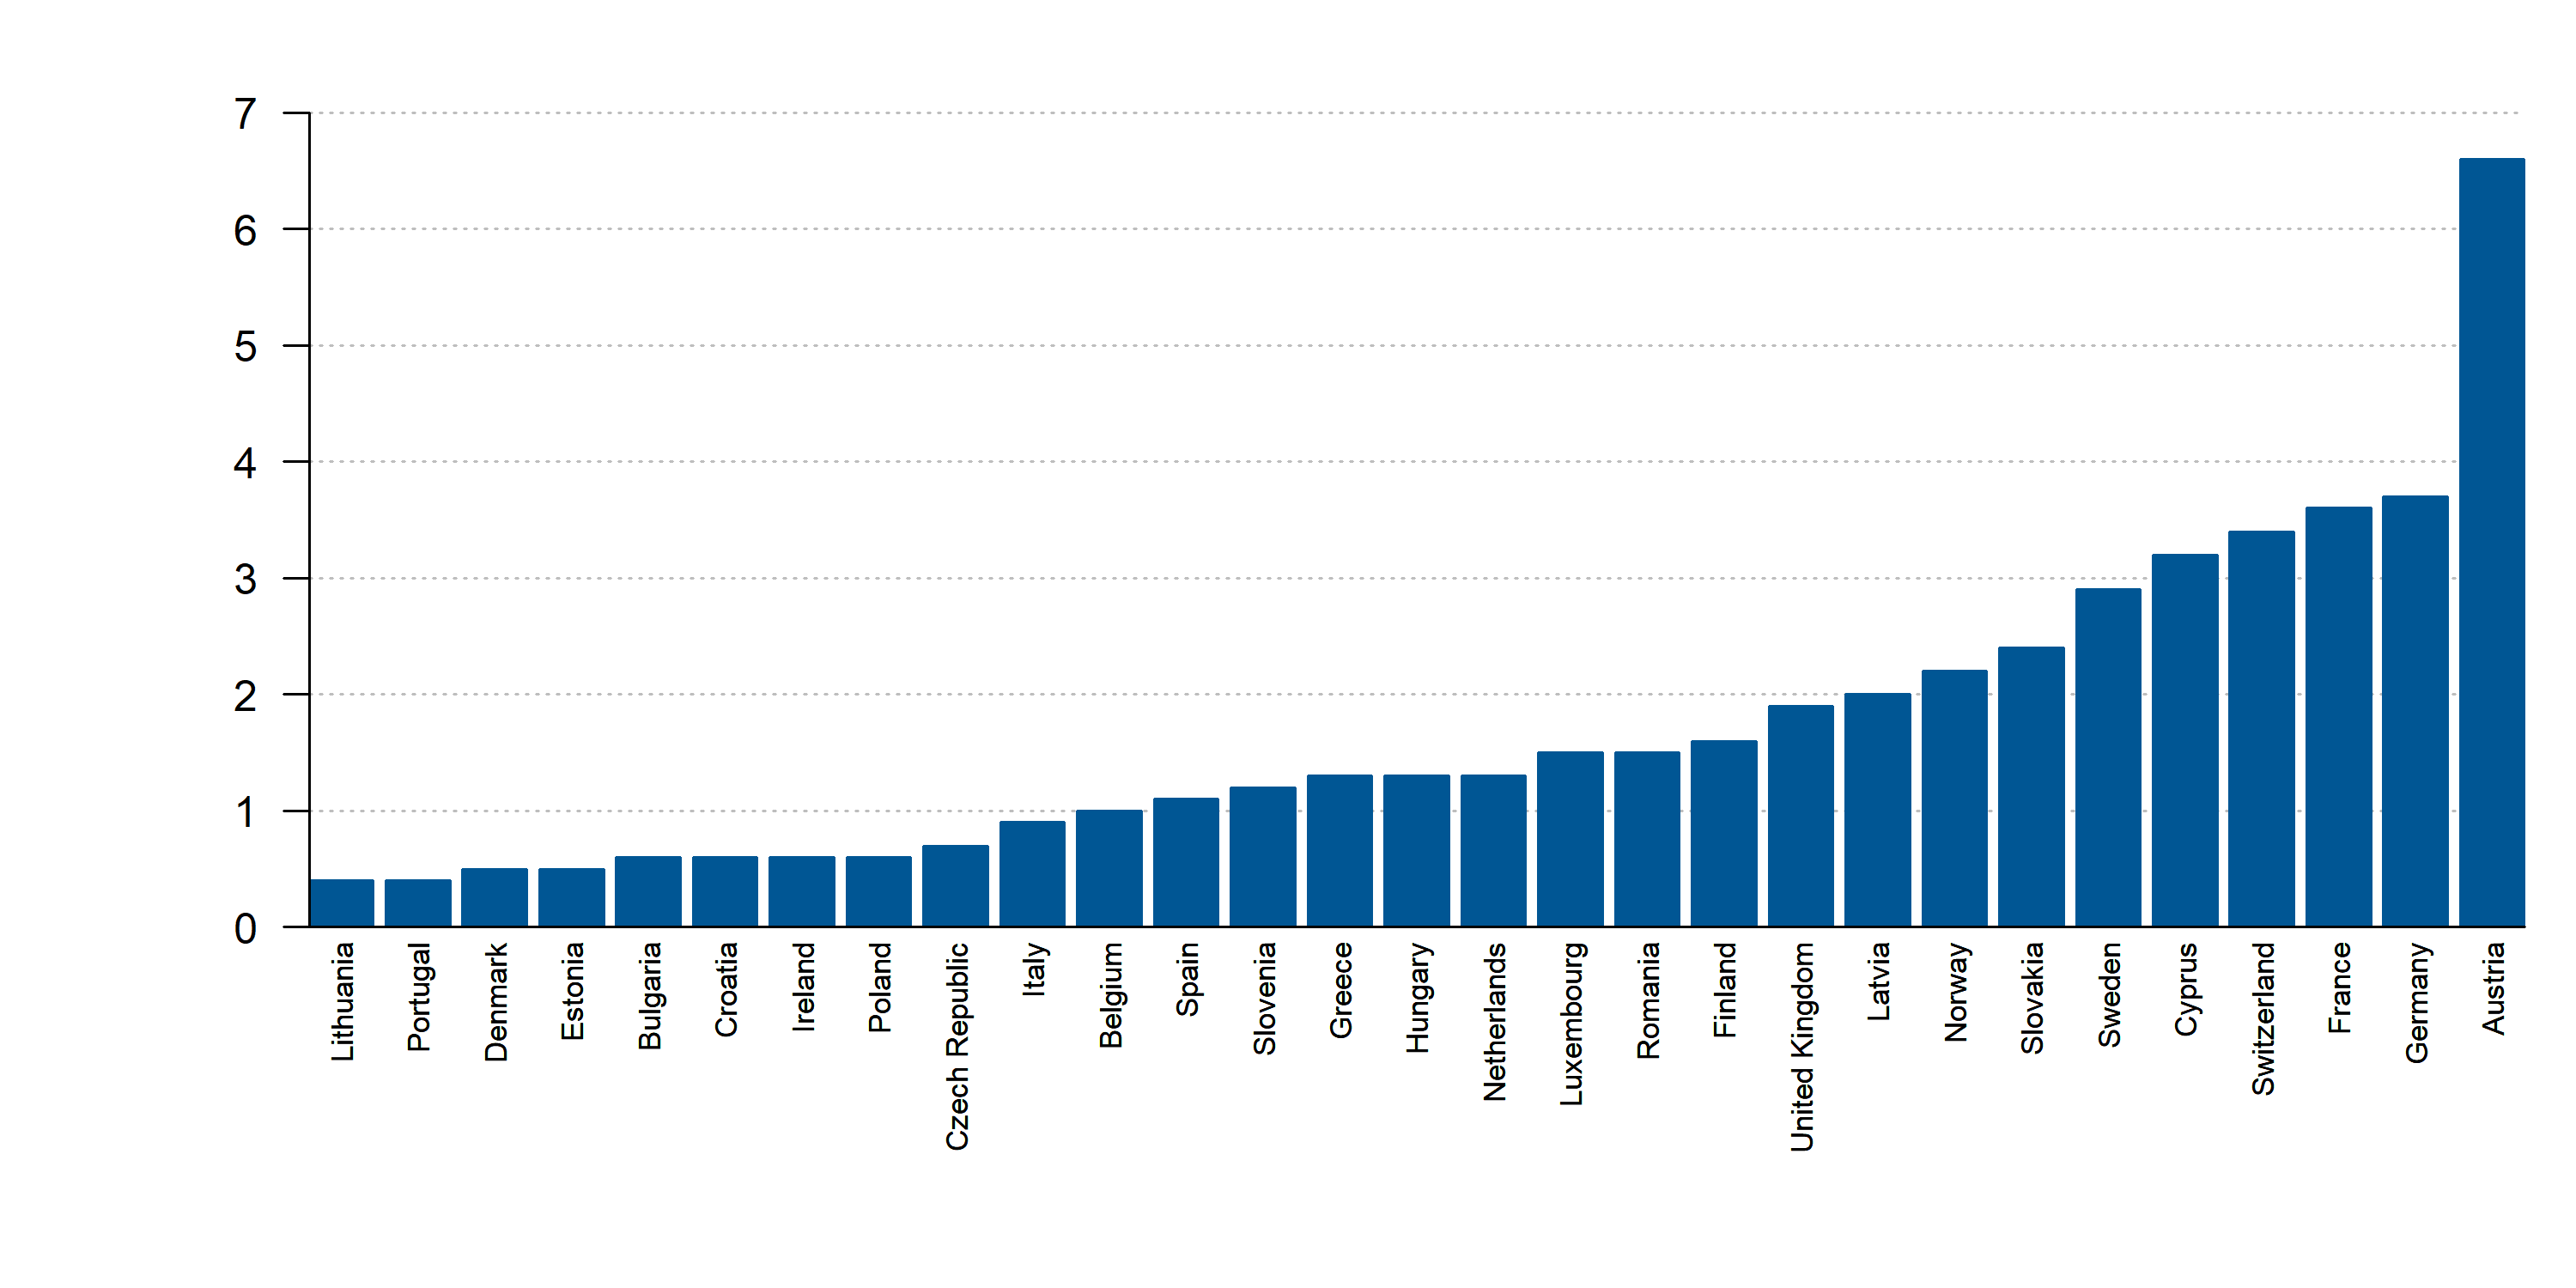 7
6
5
4
3
2
1
0
Lithuania
Portugal
Denmark
Estonia
Bulgaria
Croatia
Ireland
Poland
Czech Republic
Italy
Belgium
Spain
Slovenia
Greece
Hungary
Netherlands
Luxembourg
Romania
Finland
United Kingdom
Latvia
Norway
Slovakia
Sweden
Cyprus
Switzerland
France
Germany
Austria